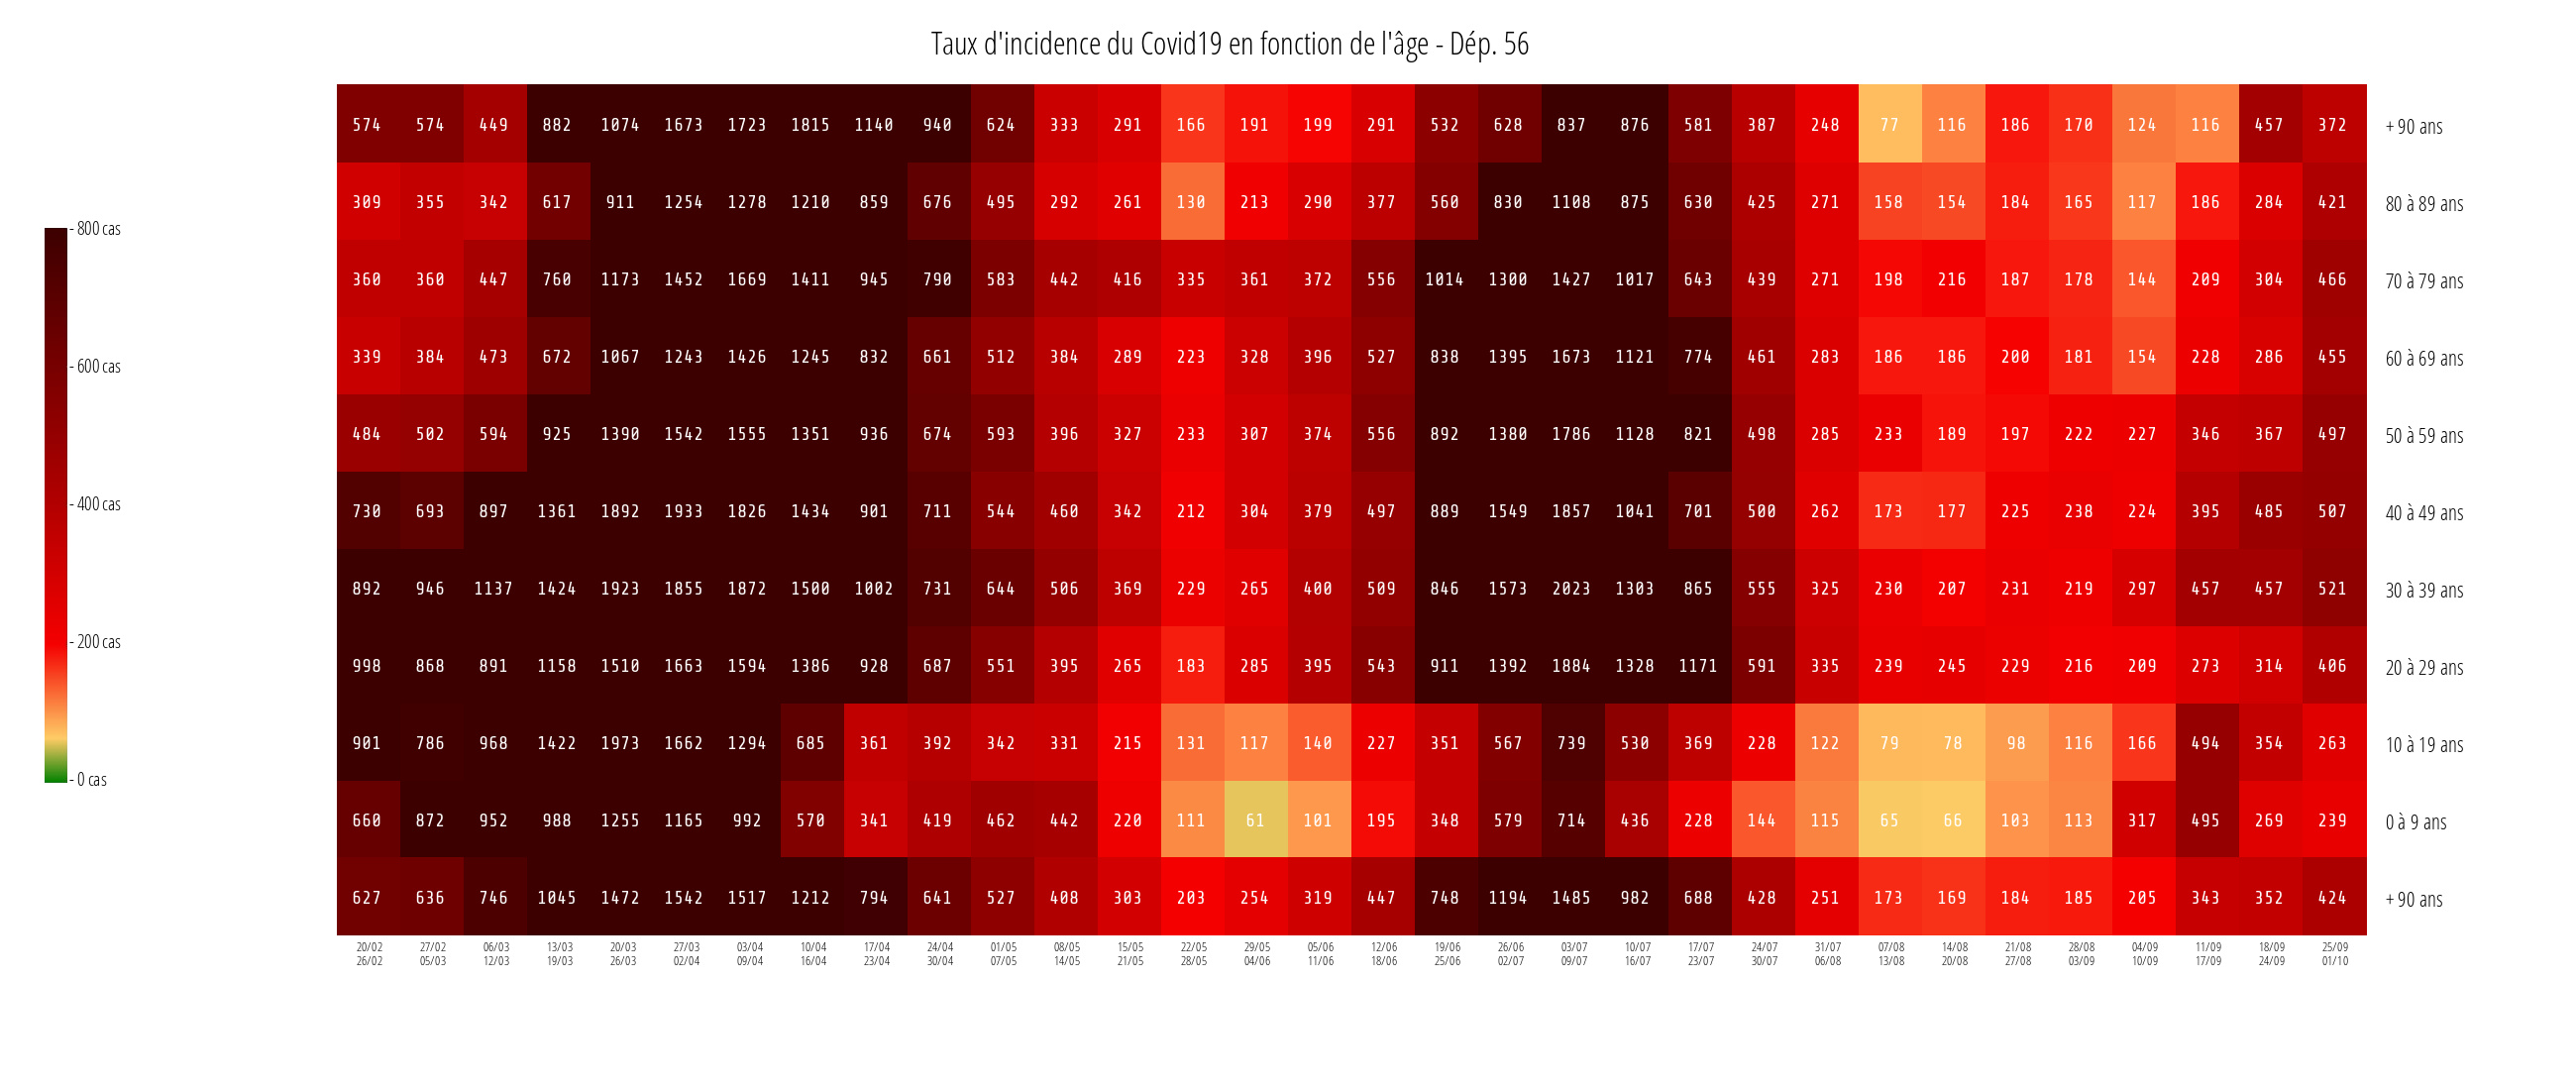 Taux d'incidence du Covid19 en fonction de l'âge - Dép. 56
574 574 449 882 1074 1673 1723 1815 1140 940 624 333 291 166 191 199 291 532 628 837 876 581 387 248 77 116 186 170 124 116 457 372 + 90 ans
309 355 342 617 911 1254 1278 1210 859 676 495 292 261 130 213 290 377 560 830 1108 875 630 425 271 158 154 184 165 117 186 284 421 80 à 89 ans
- 800 cas
360 360 447 760 1173 1452 1669 1411 945 790 583 442 416 335 361 372 556 1014 1300 1427 1017 643 439 271 198 216 187 178 144 209 304 466 70 à 79 ans
339 384 473 672 1067 1243 1426 1245 832 661 512 384 289 223 328 396 527 838 1395 1673 1121 774 461 283 186 186 200 181 154 228 286 455 60 à 69 ans
- 600 cas
484 502 594 925 1390 1542 1555 1351 936 674 593 396 327 233 307 374 556 892 1380 1786 1128 821 498 285 233 189 197 222 227 346 367 497 50 à 59 ans
- 400 cas
730 693 897 1361 1892 1933 1826 1434 901 711 544 460 342 212 304 379 497 889 1549 1857 1041 701 500 262 173 177 225 238 224 395 485 507 40 à 49 ans
892 946 1137 1424 1923 1855 1872 1500 1002 731 644 506 369 229 265 400 509 846 1573 2023 1303 865 555 325 230 207 231 219 297 457 457 521 30 à 39 ans
- 200 cas
998 868 891 1158 1510 1663 1594 1386 928 687 551 395 265 183 285 395 543 911 1392 1884 1328 1171 591 335 239 245 229 216 209 273 314 406 20 à 29 ans
901 786 968 1422 1973 1662 1294 685 361 392 342 331 215 131 117 140 227 351 567 739 530 369 228 122 79 78 98 116 166 494 354 263 10 à 19 ans
- 0 cas
660 872 952 988 1255 1165 992 570 341 419 462 442 220 111 61 101 195 348 579 714 436 228 144 115 65 66 103 113 317 495 269 239 0 à 9 ans
627 636 746 1045 1472 1542 1517 1212 794 641 527 408 303 203 254 319 447 748 1194 1485 982 688 428 251 173 169 184 185 205 343 352 424 + 90 ans
20/02 27/02 06/03 13/03 20/03 27/03 03/04 10/04 17/04 24/04 01/05 08/05 15/05 22/05 29/05 05/06 12/06 19/06 26/06 03/07 10/07 17/07 24/07 31/07 07/08 14/08 21/08 28/08 04/09 11/09 18/09 25/09
26/02 05/03 12/03 19/03 26/03 02/04 09/04 16/04 23/04 30/04 07/05 14/05 21/05 28/05 04/06 11/06 18/06 25/06 02/07 09/07 16/07 23/07 30/07 06/08 13/08 20/08 27/08 03/09 10/09 17/09 24/09 01/10